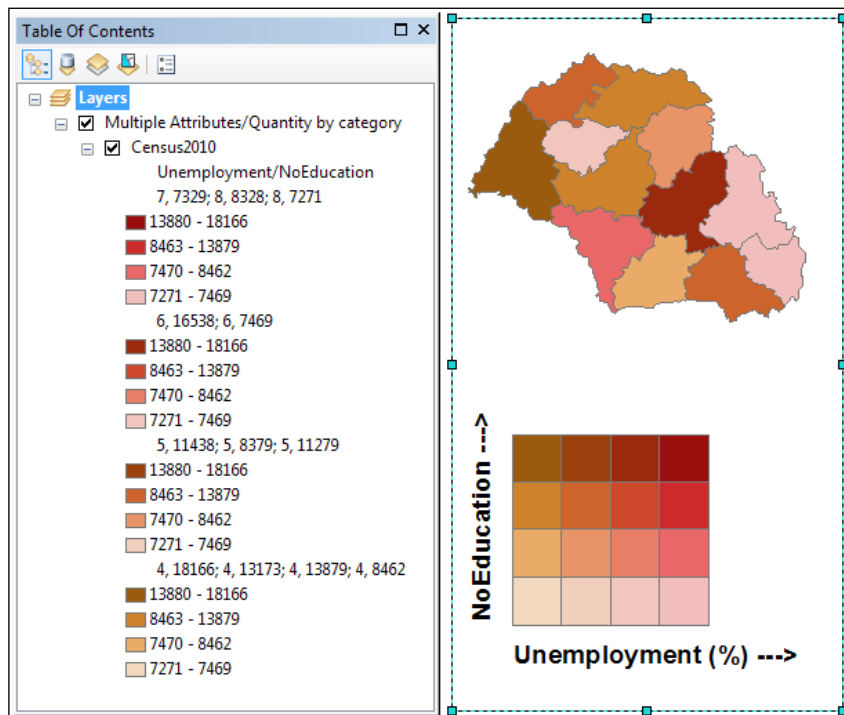 Table Of Contents
Layers
Multiple Attributes/Quantity by category
Census2010
Unemployment/NoEducation
7, 7329; 8, 8328; 8, 7271
13880 - 18166
8463 - 13879
7470 - 8462
7271 - 7469
6, 16538; 6, 7469
13880 - 18166
8463 - 13879
7470 - 8462
7271 - 7469
5, 11438; 5, 8379; 5, 11279
13880 - 18166
8463 - 13879
7470 - 8462
7271 - 7469
4, 18166; 4, 13173; 4, 13879; 4, 8462
13880 - 18166
8463 - 13879
7470 - 8462
7271 - 7469
NoEducation --->
Unemployment (%) --->